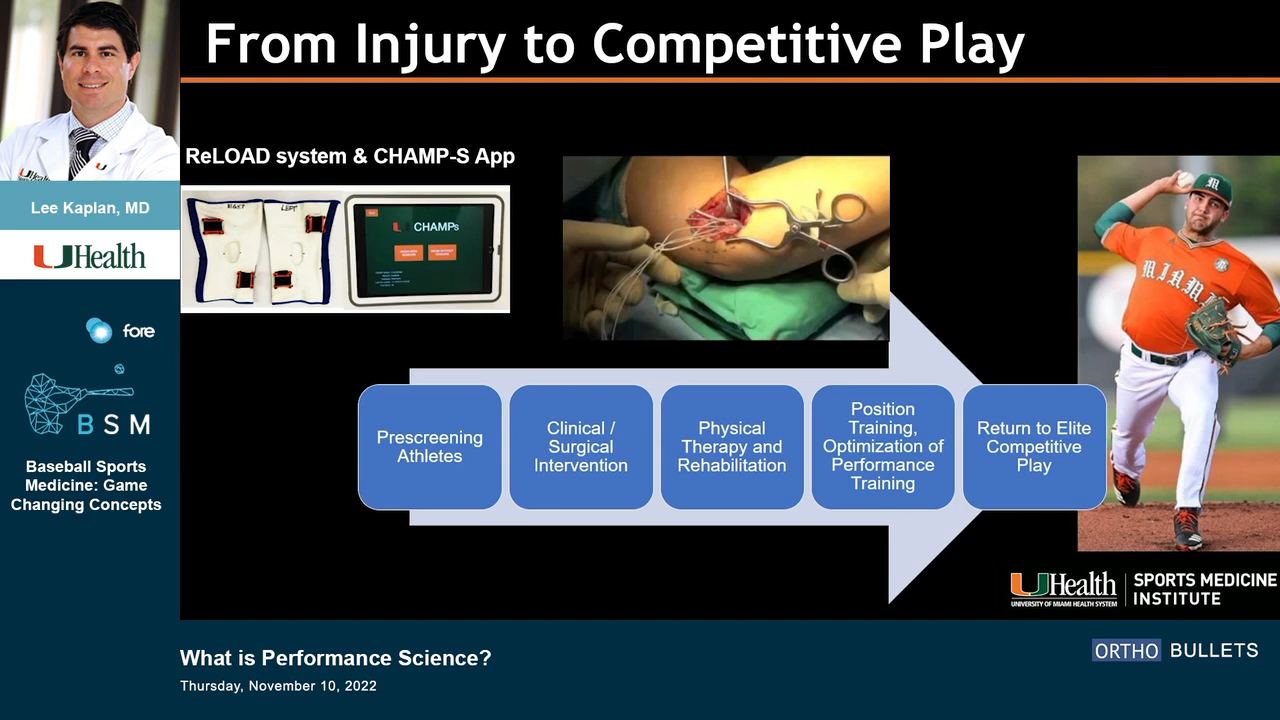 From Injury to Competitive Play
ReLOAD system & CHAMP-S App
RIGHT
LEFT
CHAMPs
Prescreening
Athletes
Clinical /
Surgical
Intervention
Physical
Therapy and
Rehabilitation
Position
Training,
Optimization of
Performance
Training
Return to Elite
Competitive
Play
M
MIAMI
UHealth
UNIVERSITY OF MIAMI HEALTH SYSTEM
SPORTS MEDICINE
INSTITUTE
Lee Kaplan, MD
UHealth
fore
BSM
Baseball Sports
Medicine: Game
Changing Concepts
What is Performance Science?
Thursday, November 10, 2022
ORTHO BULLETS